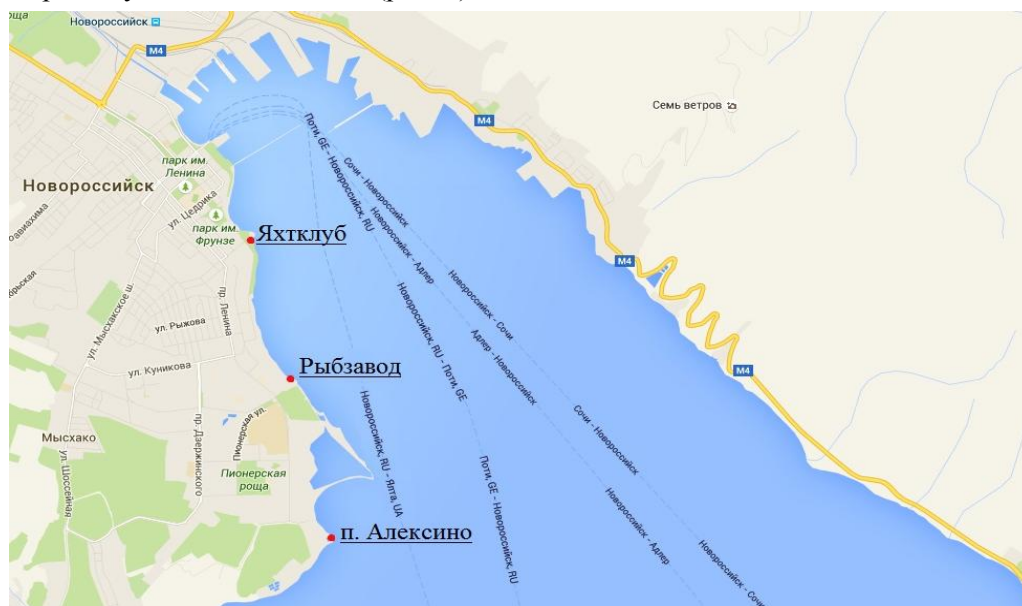 Новороссийск
роща
M4
Семь ветров
M4
парк им.
Ленина
Новороссийск
ул. Цедрика
парк им.
Фрунзе
Яхтклуб
Поти, GE - Новороссийск, RU
Сочи - Новороссийск
Новороссийск - Адлер
Новороссийск - Сочи
M4
ул. Мысхакское ш.
пр. Ленина
ул. Рыжова
ул. Куникова
Рыбзавод
Новороссийск, RU - Поти, GE
Адлер - Новороссийск
M4
Пионерская ул.
пр. Дзержинского
Мысхако
ул. Шоссейная
Пионерская
роща
Новороссийск, RU - Ялта, UA
Сочи - Новороссийск
Поти, GE - Новороссийск, RU
Новороссийск - Адлер
п. Алексино
Новороссийск - Сочи